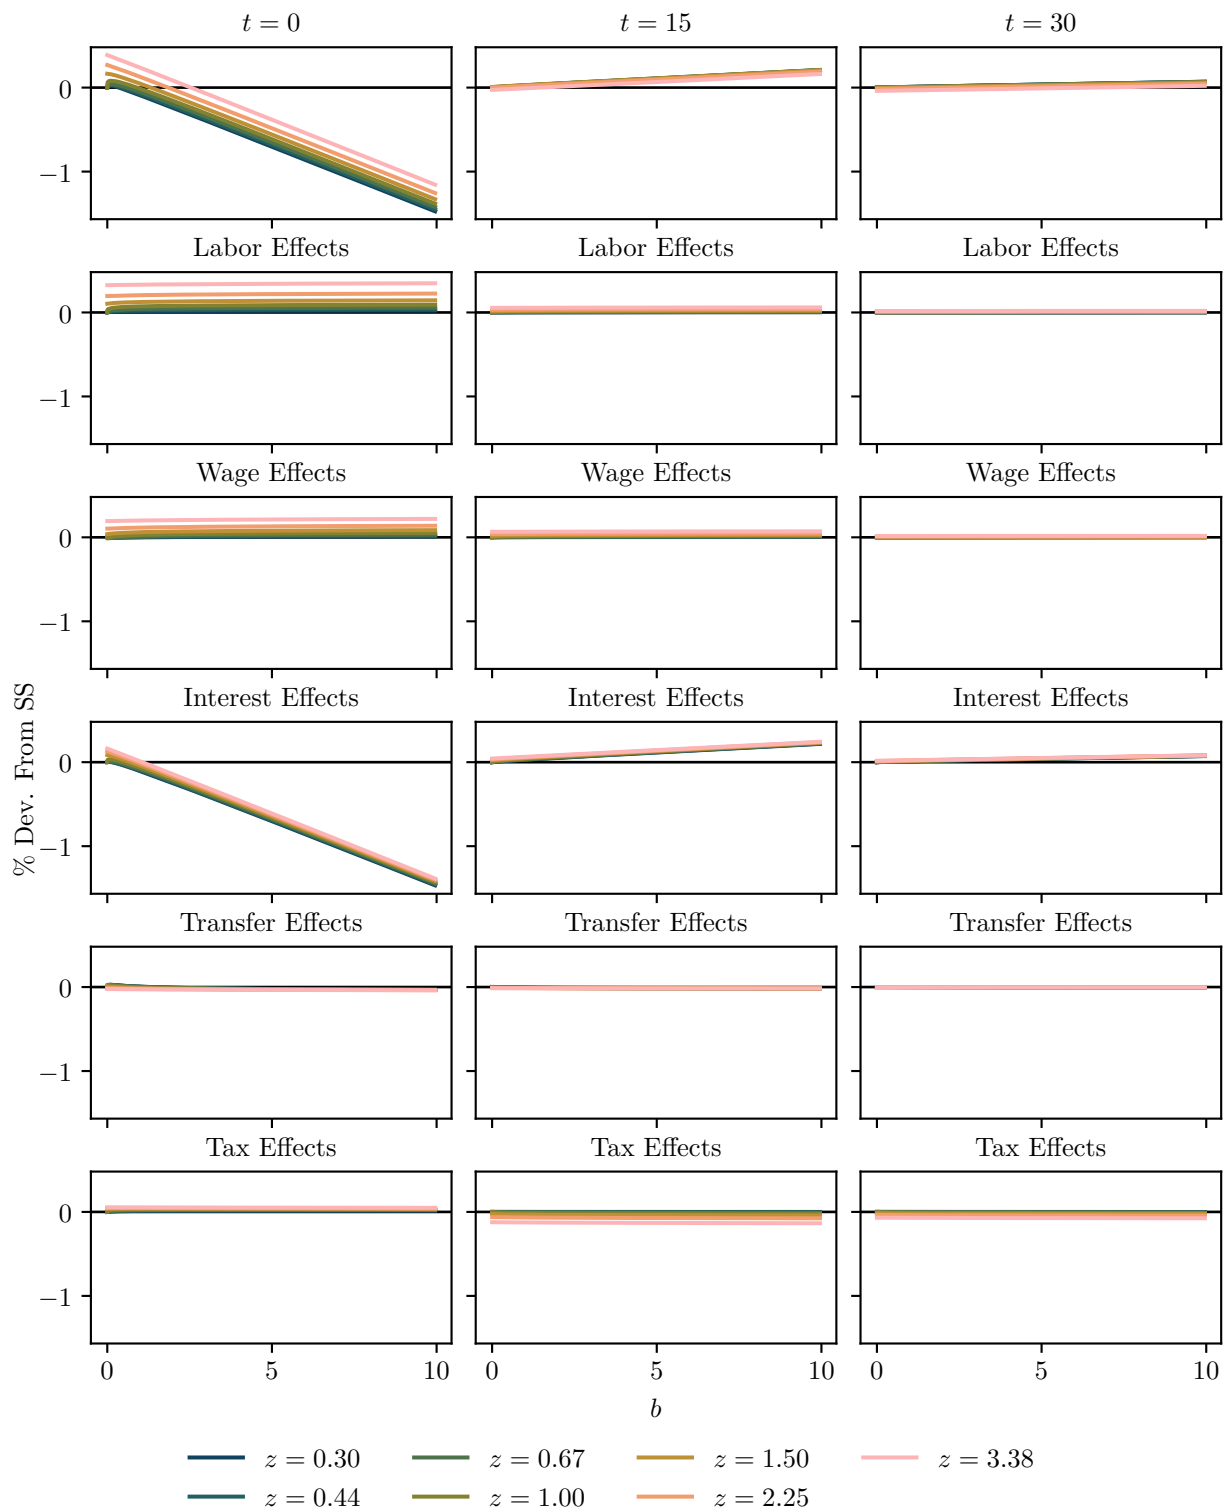 t = 0 t = 15 t = 30
0
−1
Labor Effects Labor Effects Labor Effects
0
−1
Wage Effects Wage Effects Wage Effects
0
−1
Interest Effects Interest Effects Interest Effects
0
−1
% Dev. From SS
Transfer Effects Transfer Effects Transfer Effects
0
−1
Tax Effects Tax Effects Tax Effects
0
−1
0 5 10 0 5 10 0 5 10
b
z = 0.30 z = 0.67 z = 1.50 z = 3.38
z = 0.44 z = 1.00 z = 2.25